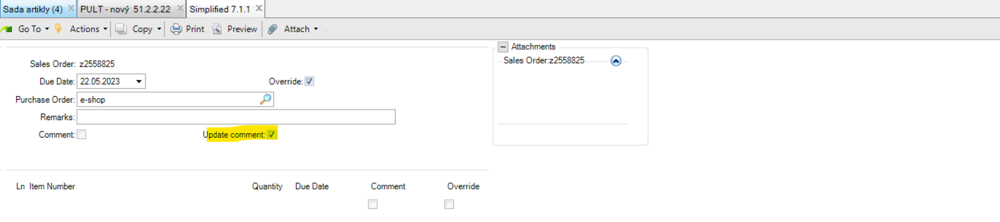 Sada artikly (4) PULT - nový 51.2.2.22 Simplified 7.1.1
Go To Actions Copy Print Preview Attach
Attachments
Sales Order: z2558825
Sales Order:z2558825
Due Date: 22.05.2023 Override:
Purchase Order: e-shop
Remarks:
Comment: Update comment:
Ln Item Number Quantity Due Date Comment Override